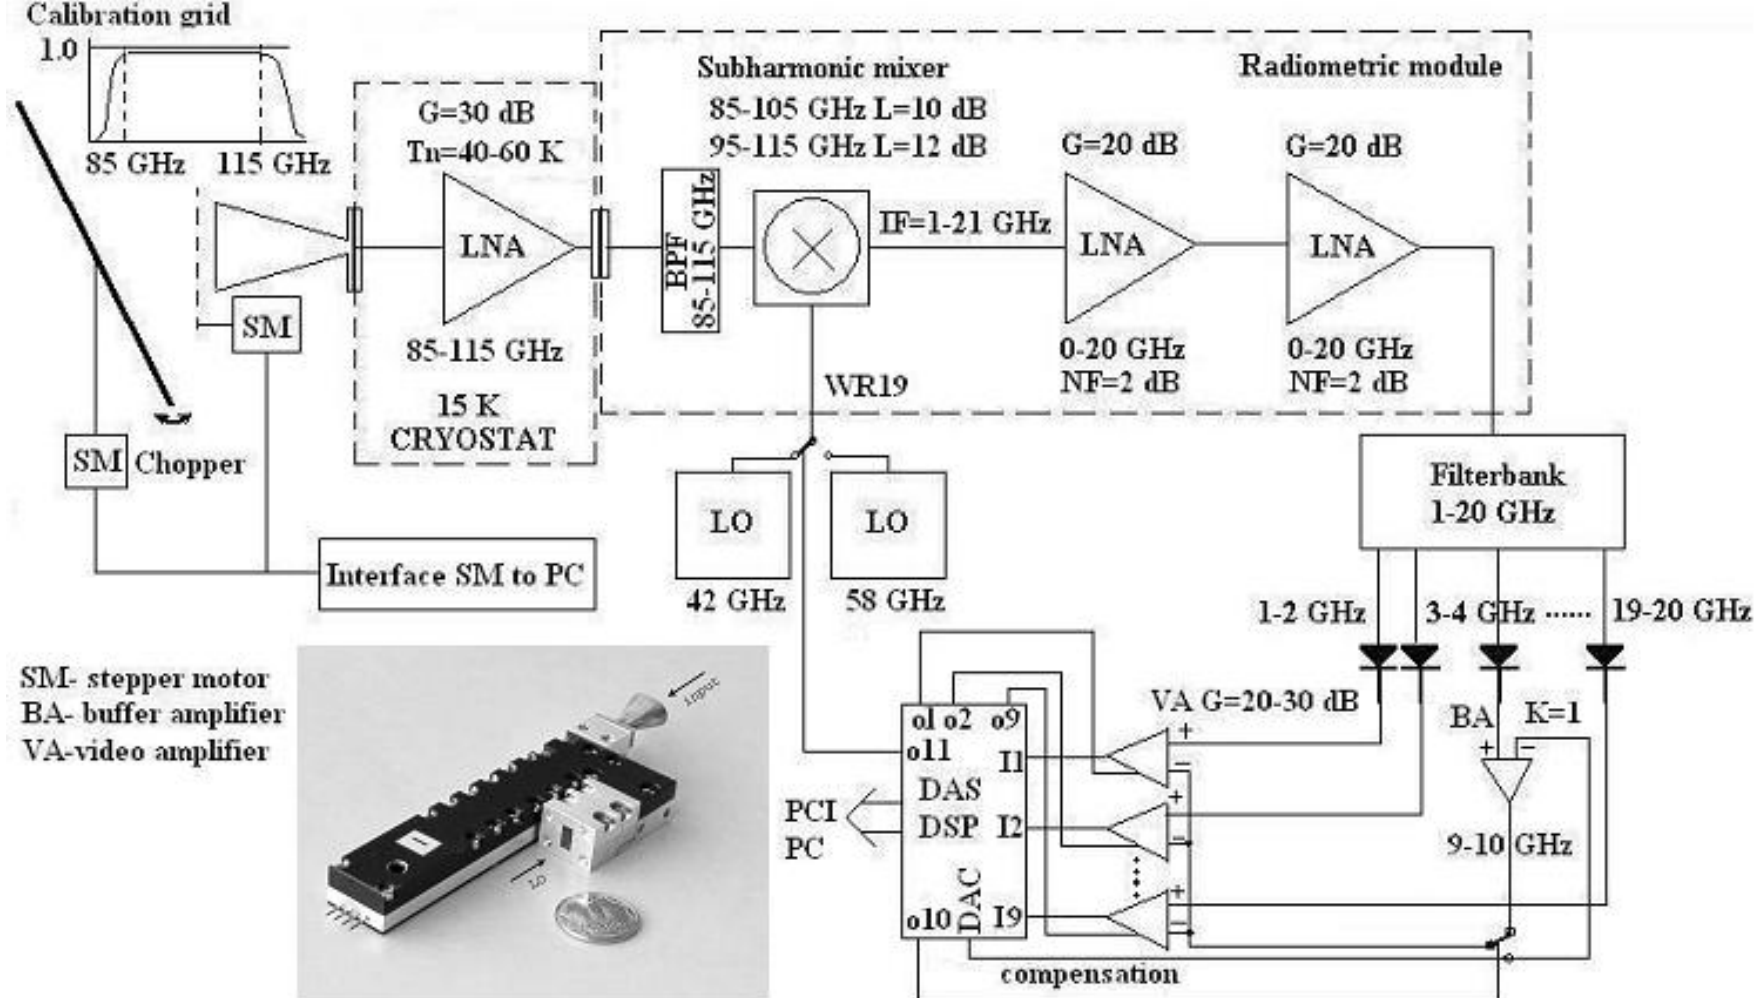 Calibration grid
1.0
85 GHz
115 GHz
G=30 dB
Tn=40-60 K
LNA
85-115 GHz
15 K
CRYOSTAT
Subharmonic mixer
85-105 GHz L=10 dB
95-115 GHz L=12 dB
Radiometric module
BPF
85-115 GHz
IF=1-21 GHz
G=20 dB
LNA
0-20 GHz
NF=2 dB
G=20 dB
LNA
0-20 GHz
NF=2 dB
WR19
SM
SM
Chopper
Interface SM to PC
LO
42 GHz
LO
58 GHz
Filterbank
1-20 GHz
1-2 GHz
3-4 GHz ...... 19-20 GHz
SM- stepper motor
BA- buffer amplifier
VA-video amplifier
input
LO
VA G=20-30 dB
BA
K=1
+
−
9-10 GHz
o1 o2 o9
o11
I1
DAS
DSP
I2
DAC
o10
I9
PCI
PC
+
−
+
−
+
−
compensation